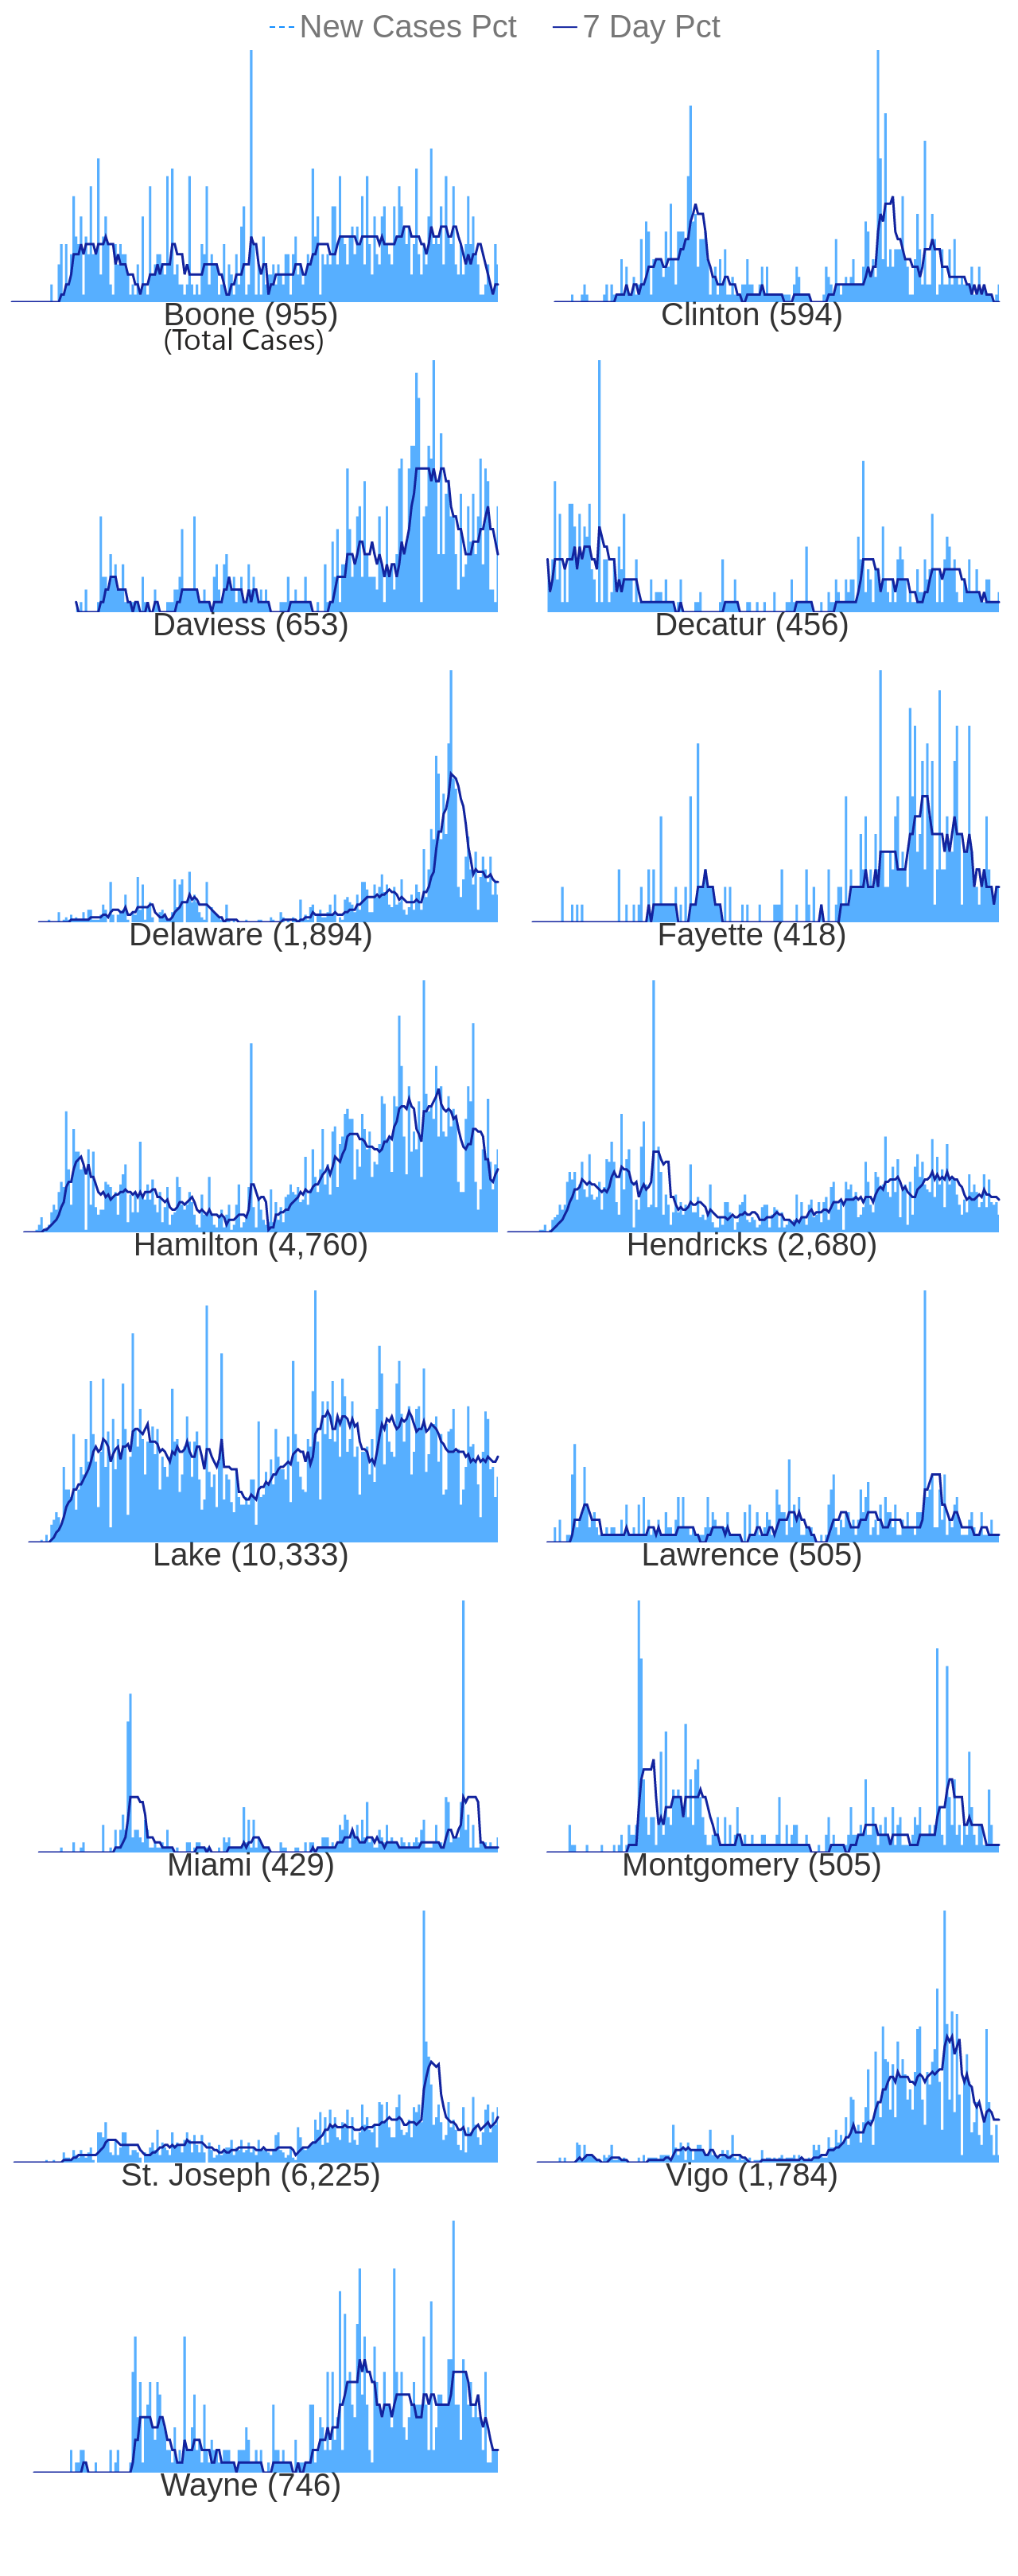 New Cases Pct 7 Day Pct
Boone (955) Clinton (594)
(Total Cases)
Daviess (653) Decatur (456)
Delaware (1,894) Fayette (418)
Hamilton (4,760) Hendricks (2,680)
Lake (10,333) Lawrence (505)
Miami (429) Montgomery (505)
St. Joseph (6,225) Vigo (1,784)
Wayne (746)